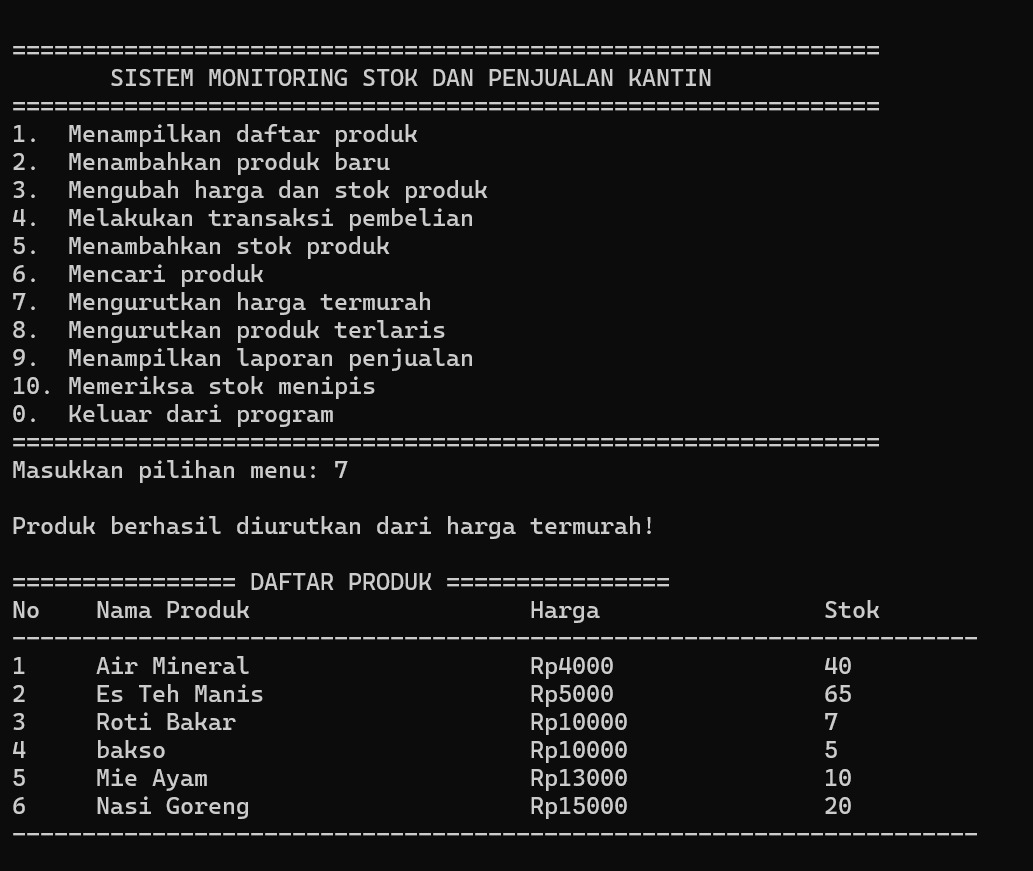 ==============================================================
       SISTEM MONITORING STOK DAN PENJUALAN KANTIN
==============================================================
1.  Menampilkan daftar produk
2.  Menambahkan produk baru
3.  Mengubah harga dan stok produk
4.  Melakukan transaksi pembelian
5.  Menambahkan stok produk
6.  Mencari produk
7.  Mengurutkan harga termurah
8.  Mengurutkan produk terlaris
9.  Menampilkan laporan penjualan
10. Memeriksa stok menipis
0.  Keluar dari program
==============================================================
Masukkan pilihan menu: 7
Produk berhasil diurutkan dari harga termurah!
================ DAFTAR PRODUK ================
No    Nama Produk                    Harga                Stok
---------------------------------------------------------------------
1     Air Mineral                    Rp4000               40
2     Es Teh Manis                   Rp5000               65
3     Roti Bakar                     Rp10000              7
4     bakso                          Rp10000              5
5     Mie Ayam                       Rp13000              10
6     Nasi Goreng                    Rp15000              20
---------------------------------------------------------------------